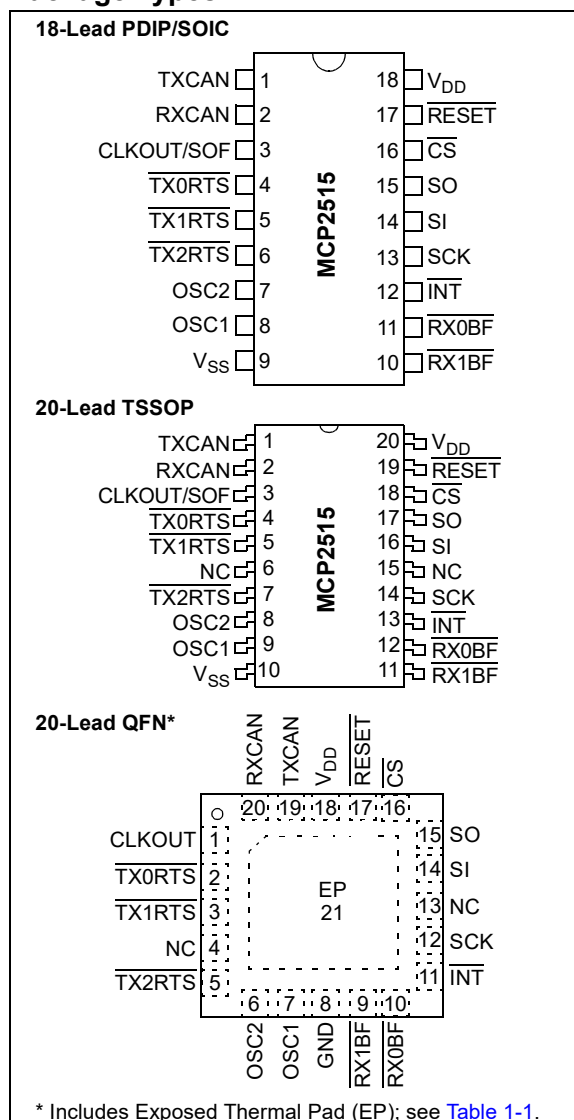 18-Lead PDIP/SOIC
TXCAN 1 18 VDD
RXCAN 2 17 RESET
CLKOUT/SOF 3 16 CS
TX0RTS 4 15 SO
TX1RTS 5 14 SI
TX2RTS 6 13 SCK
OSC2 7 12 INT
OSC1 8 11 RX0BF
VSS 9 10 RX1BF
MCP2515
20-Lead TSSOP
TXCAN 1 20 VDD
RXCAN 2 19 RESET
CLKOUT/SOF 3 18 CS
TX0RTS 4 17 SO
TX1RTS 5 16 SI
NC 6 15 NC
TX2RTS 7 14 SCK
OSC2 8 13 INT
OSC1 9 12 RX0BF
VSS 10 11 RX1BF
MCP2515
20-Lead QFN*
RXCAN TXCAN VDD RESET CS
20 19 18 17 16
CLKOUT 1 15 SO
TX0RTS 2 14 SI
TX1RTS 3 13 NC
NC 4 12 SCK
TX2RTS 5 11 INT
EP
21
6 7 8 9 10
OSC2 OSC1 GND RX1BF RX0BF
* Includes Exposed Thermal Pad (EP); see Table 1-1.